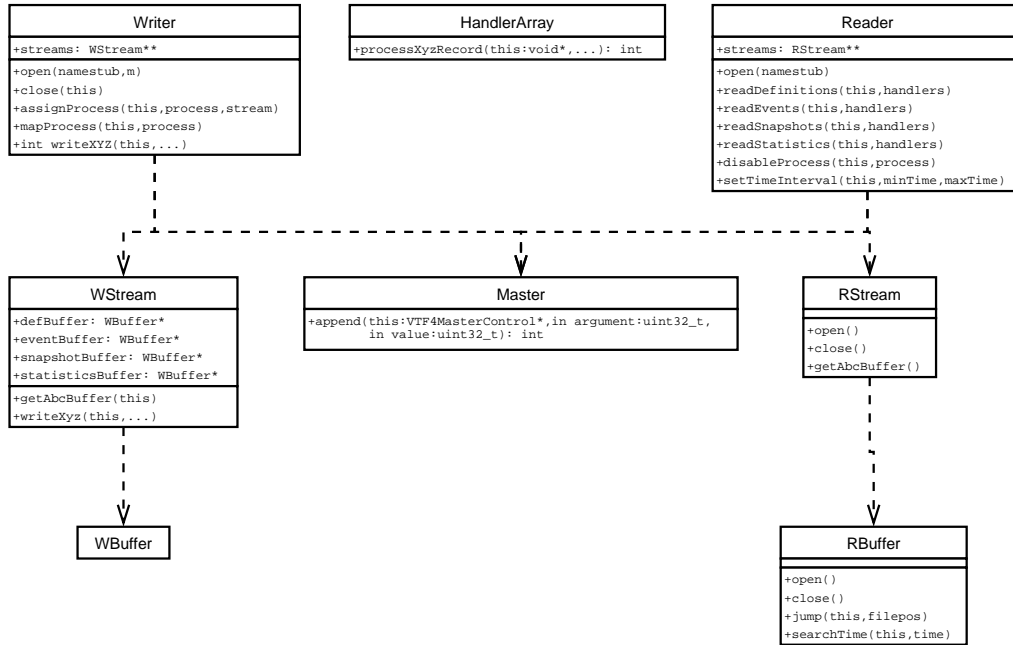 Writer
+streams: WStream**
+open(namestub,m)
+close(this)
+assignProcess(this,process,stream)
+mapProcess(this,process)
+int writeXYZ(this,...)
HandlerArray
+processXyzRecord(this:void*,...): int
Reader
+streams: RStream**
+open(namestub)
+readDefinitions(this,handlers)
+readEvents(this,handlers)
+readSnapshots(this,handlers)
+readStatistics(this,handlers)
+disableProcess(this,process)
+setTimeInterval(this,minTime,maxTime)
WStream
+defBuffer: WBuffer*
+eventBuffer: WBuffer*
+snapshotBuffer: WBuffer*
+statisticsBuffer: WBuffer*
+getAbcBuffer(this)
+writeXyz(this,...)
Master
+append(this:VTF4MasterControl*,in argument:uint32_t,
in value:uint32_t): int
RStream
+open()
+close()
+getAbcBuffer()
WBuffer
RBuffer
+open()
+close()
+jump(this,filepos)
+searchTime(this,time)